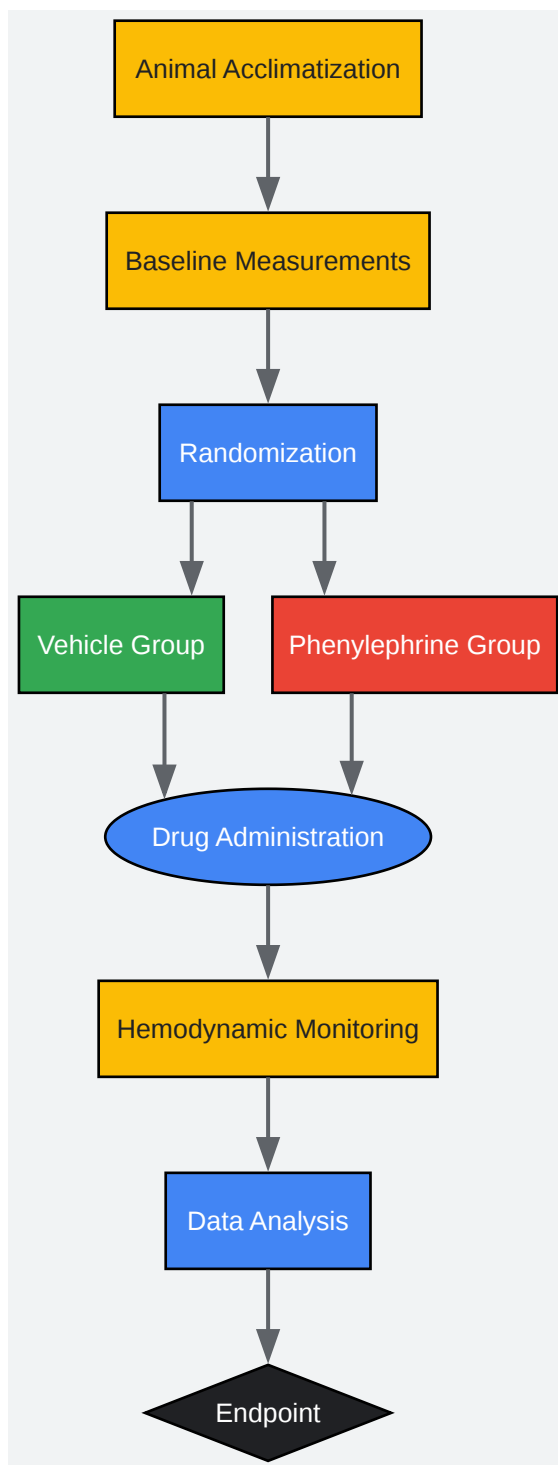 Animal Acclimatization
Baseline Measurements
Randomization
Vehicle Group
Phenylephrine Group
Drug Administration
Hemodynamic Monitoring
Data Analysis
Endpoint